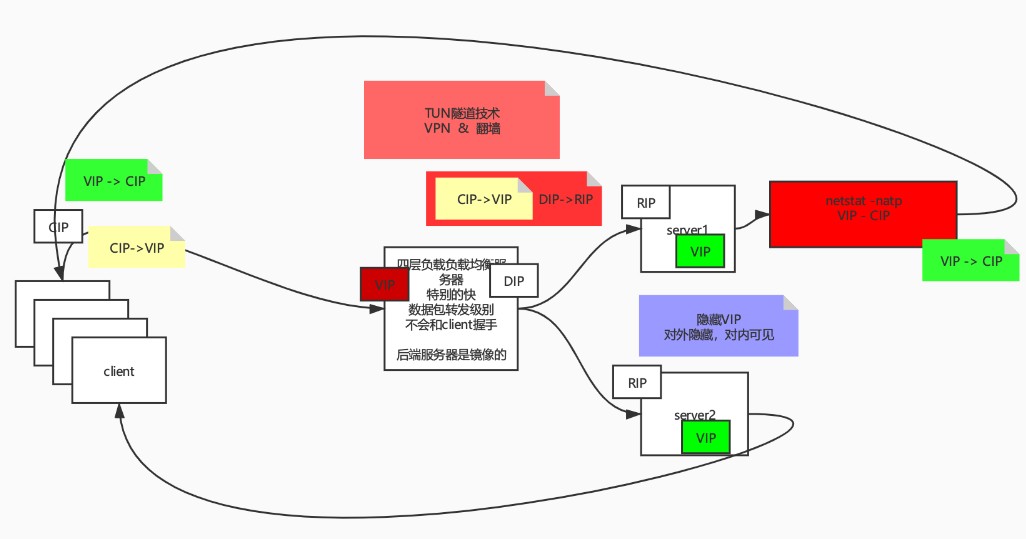 TUN隧道技术
VPN & 翻墙
VIP -> CIP
CIP->VIP
DIP->RIP
RIP
server1
VIP
netstat -natp
VIP - CIP
CIP
CIP->VIP
VIP -> CIP
VIP
四层负载负载均衡服
务器
特别的快
数据包转发级别
不会和client握手
后端服务器是镜像的
DIP
隐藏VIP
对外隐藏，对内可见
client
RIP
server2
VIP